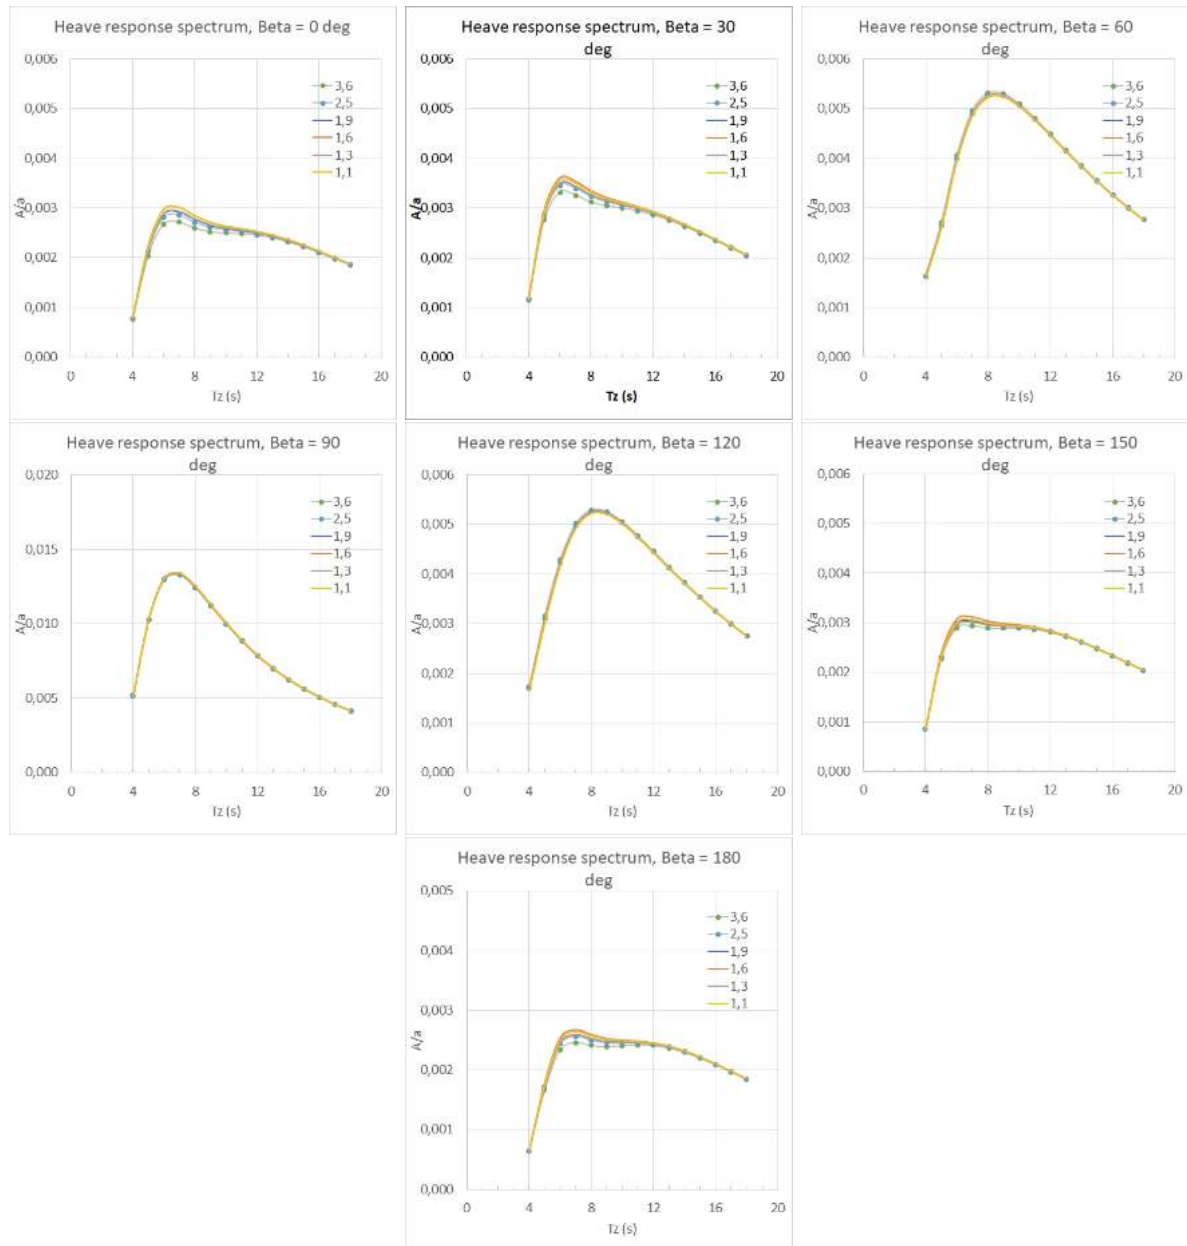 Heave response spectrum, Beta = 0 deg
0,006
0,005
0,004
0,003
0,002
0,001
0,000
A/a
3,6
2,5
1,9
1,6
1,3
1,1
0 4 8 12 16 20
Tz (s)
Heave response spectrum, Beta = 30
deg
0,006
0,005
0,004
0,003
0,002
0,001
0,000
A/a
3,6
2,5
1,9
1,6
1,3
1,1
0 4 8 12 16 20
Tz (s)
Heave response spectrum, Beta = 60
deg
0,006
0,005
0,004
0,003
0,002
0,001
0,000
A/a
3,6
2,5
1,9
1,6
1,3
1,1
0 4 8 12 16 20
Tz (s)
Heave response spectrum, Beta = 90
deg
0,020
0,015
0,010
0,005
0,000
A/a
3,6
2,5
1,9
1,6
1,3
1,1
0 4 8 12 16 20
Tz (s)
Heave response spectrum, Beta = 120
deg
0,006
0,005
0,004
0,003
0,002
0,001
0,000
A/a
3,6
2,5
1,9
1,6
1,3
1,1
0 4 8 12 16 20
Tz (s)
Heave response spectrum, Beta = 150
deg
0,006
0,005
0,004
0,003
0,002
0,001
0,000
A/a
3,6
2,5
1,9
1,6
1,3
1,1
0 4 8 12 16 20
Tz (s)
Heave response spectrum, Beta = 180
deg
0,005
0,004
0,003
0,002
0,001
0,000
A/a
3,6
2,5
1,9
1,6
1,3
1,1
0 4 8 12 16 20
Tz (s)